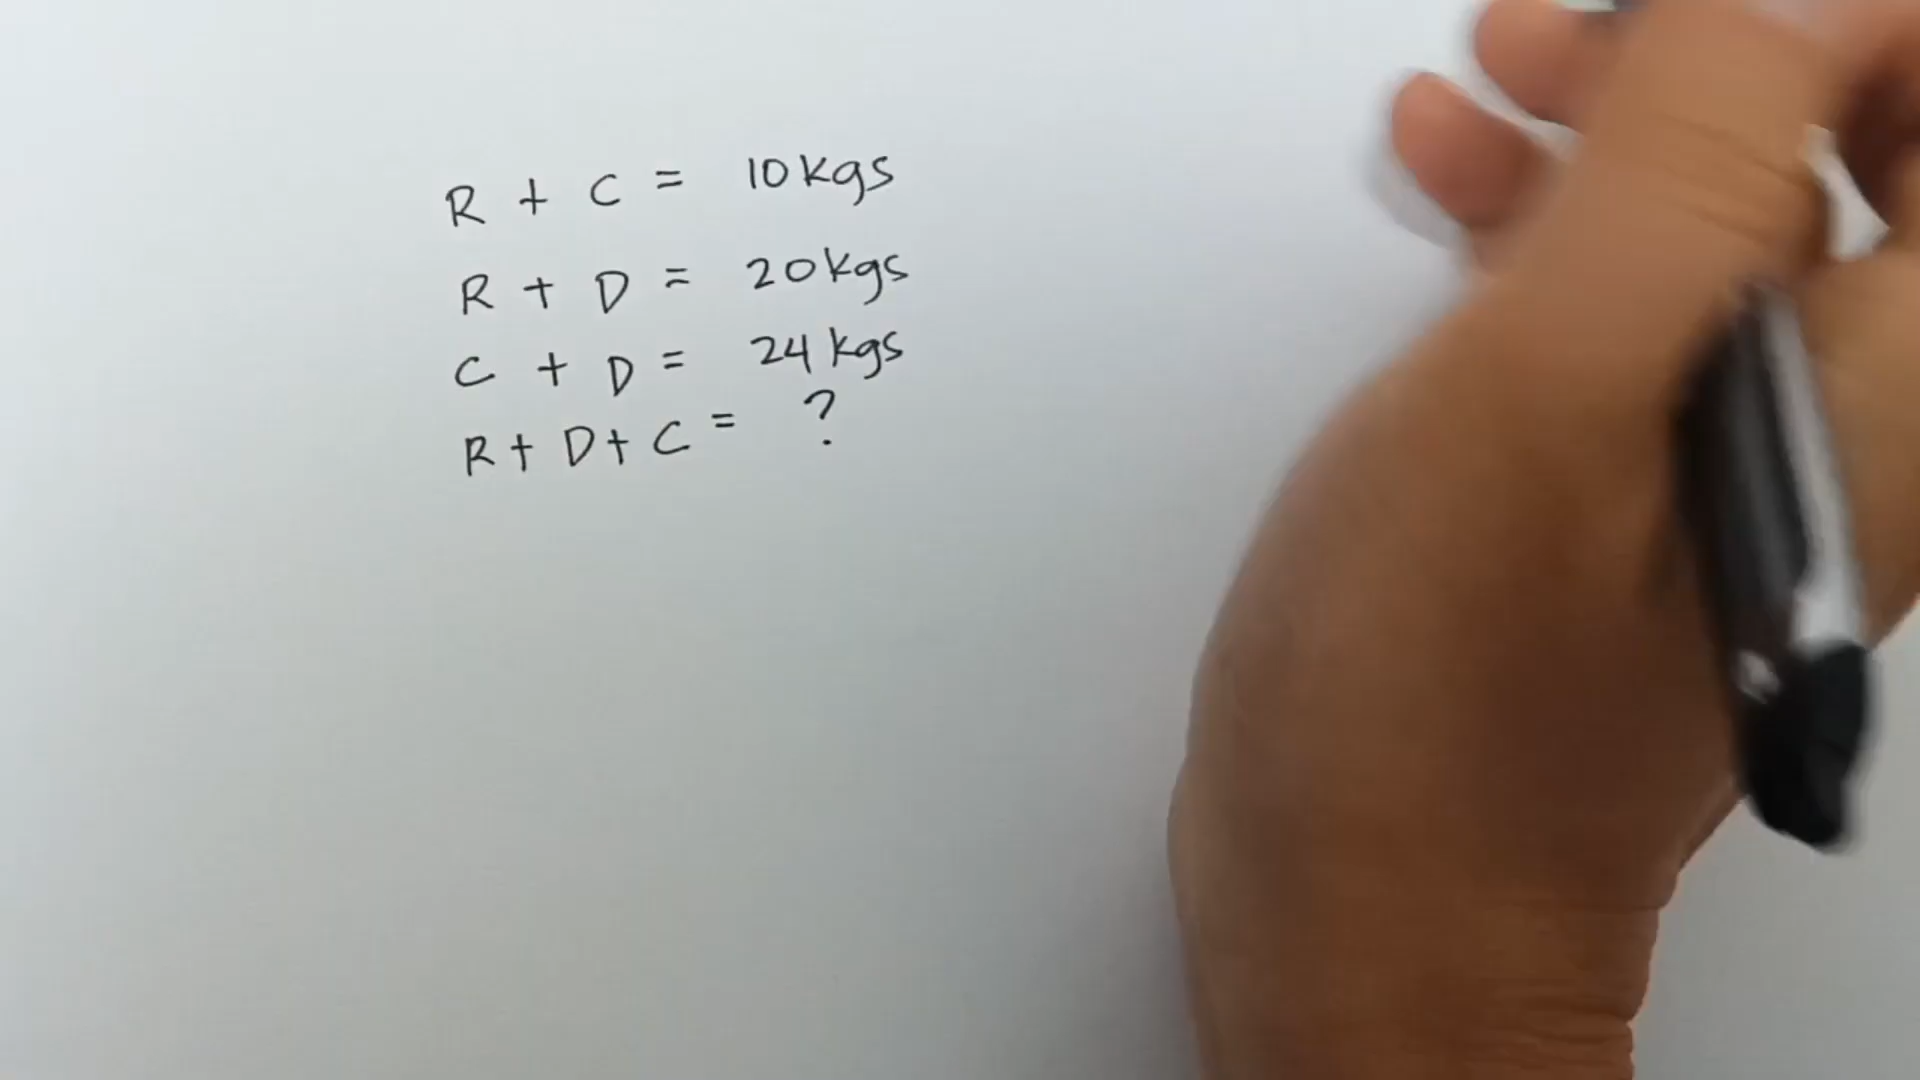 R + C = 10kgs
R + D = 20kgs
C + D = 24kgs
R + D + C = ?